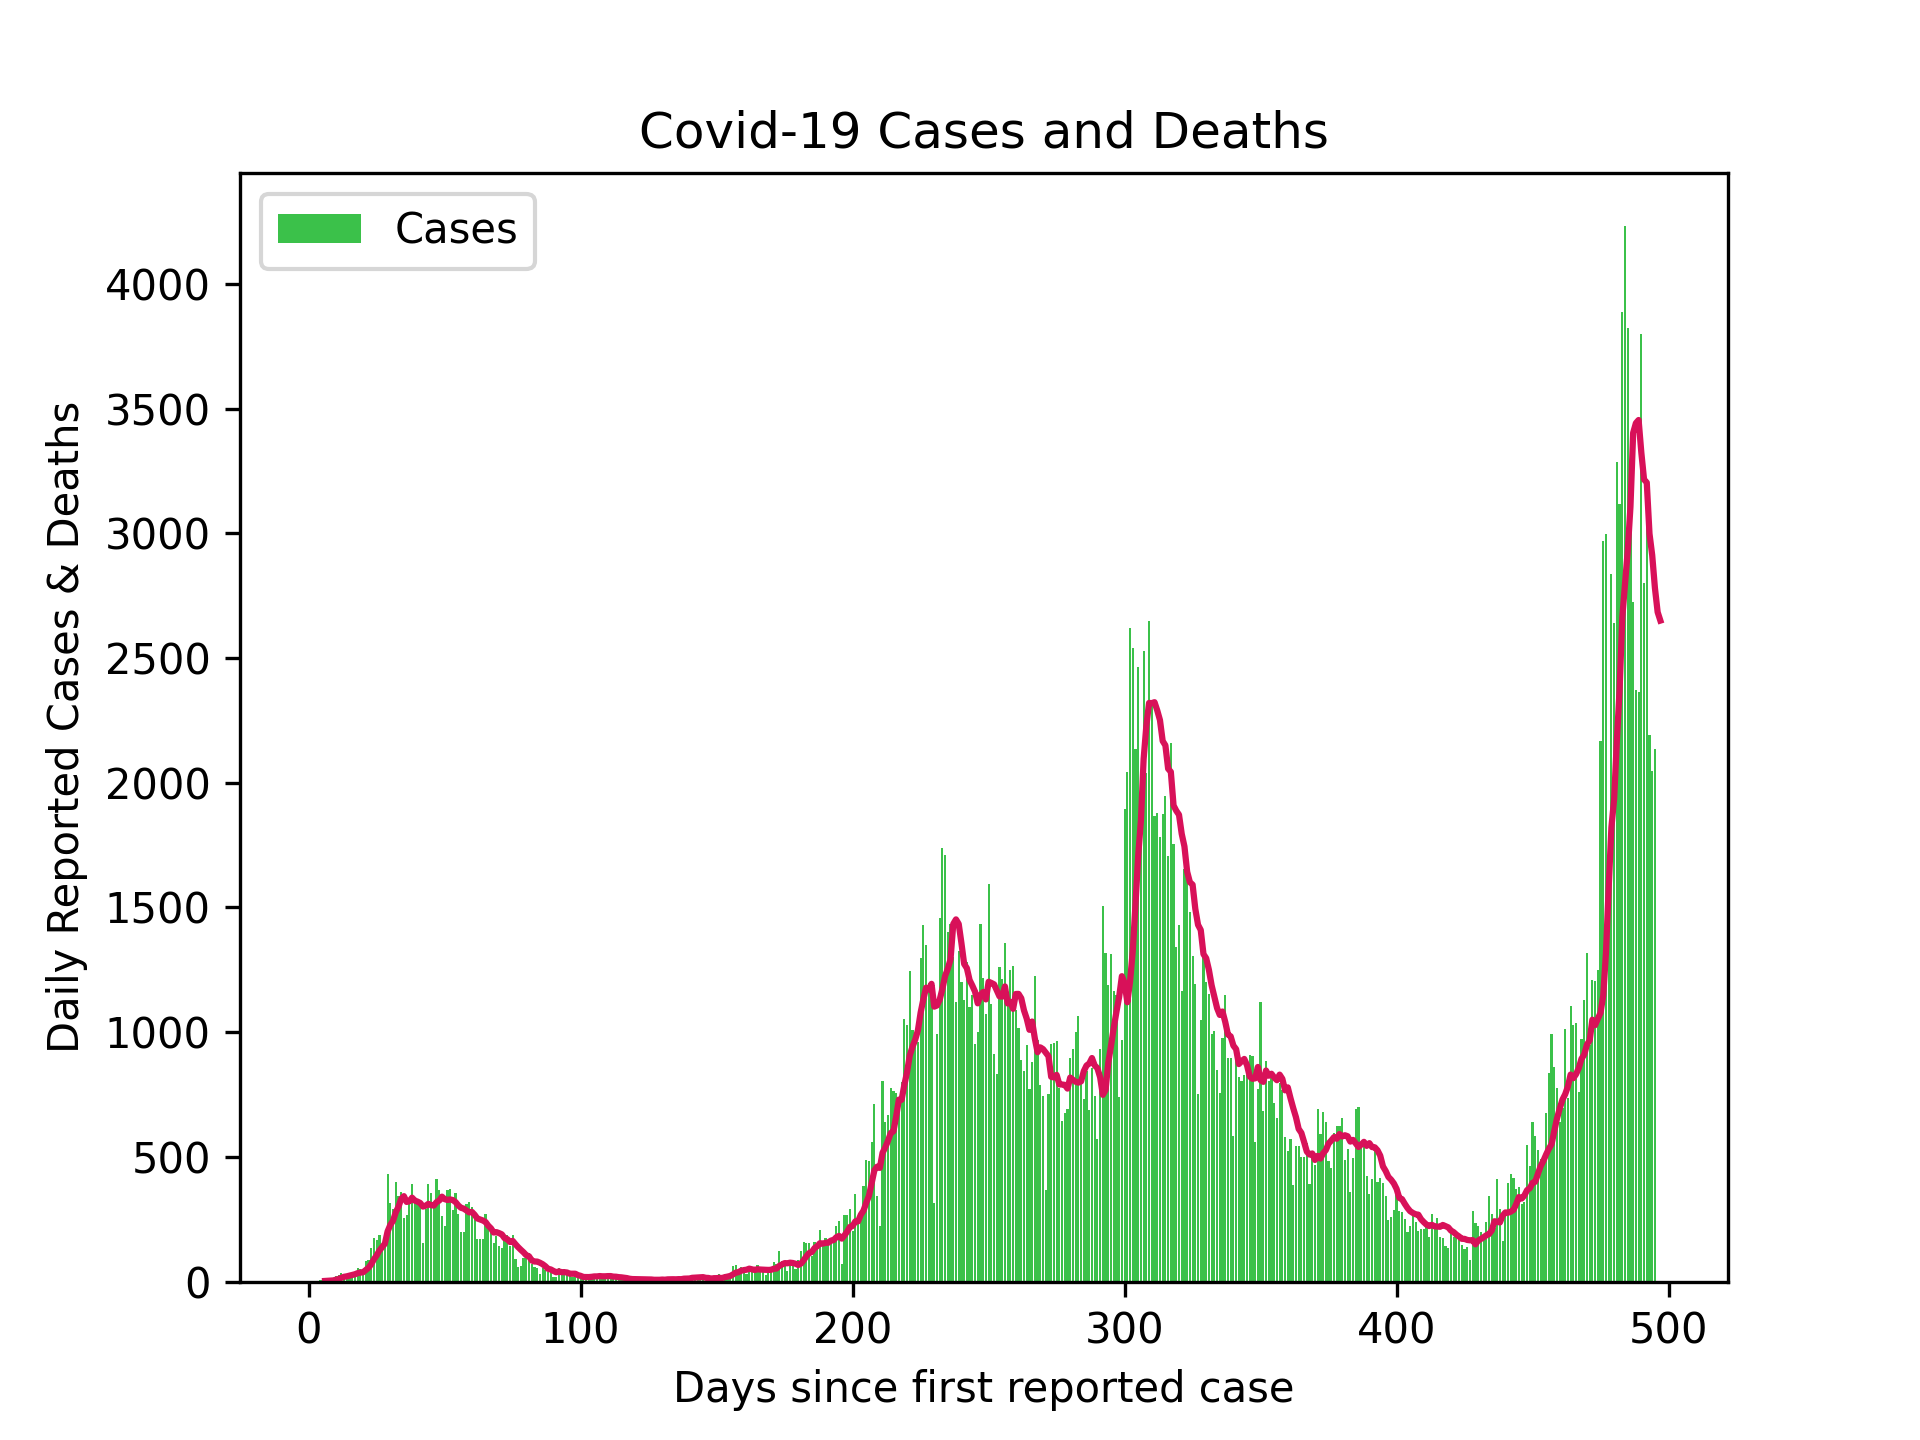 Covid-19 Cases and Deaths
Cases
Daily Reported Cases & Deaths
4000
3500
3000
2500
2000
1500
1000
500
0
0 100 200 300 400 500
Days since first reported case